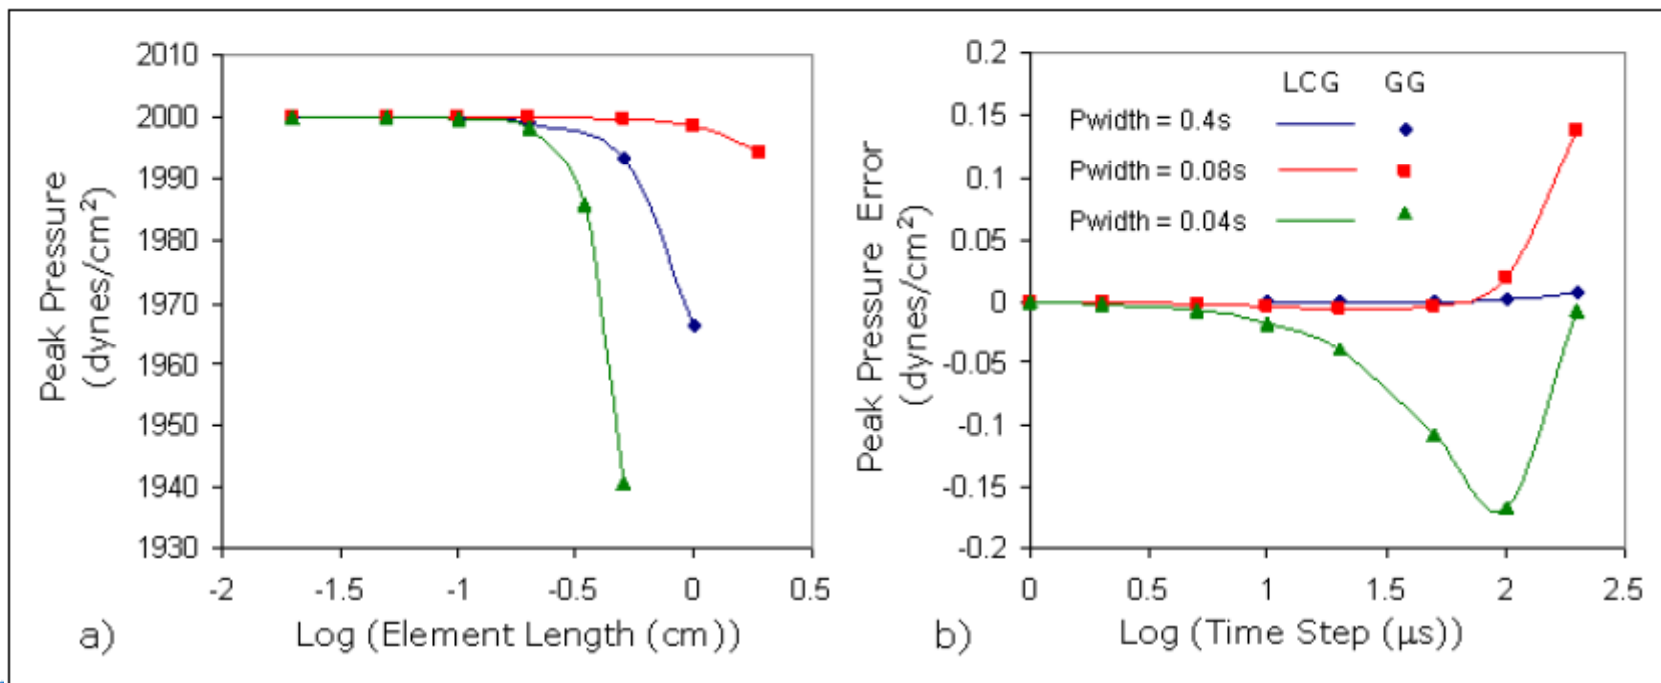 2010
2000
1990
1980
1970
1960
1950
1940
1930
Peak Pressure
(dynes/cm²)
-2 -1.5 -1 -0.5 0 0.5
a) Log (Element Length (cm))
0.2
0.15
0.1
0.05
0
-0.05
-0.1
-0.15
-0.2
Peak Pressure Error
(dynes/cm²)
LCG GG
Pwidth = 0.4s
Pwidth = 0.08s
Pwidth = 0.04s
0 0.5 1 1.5 2 2.5
b) Log (Time Step (μs))